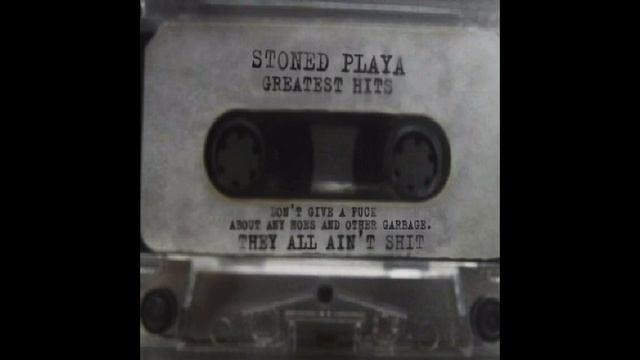 STONED PLAYA
GREATEST HITS
DON'T GIVE A FUCK
ABOUT ANY HOES AND OTHER GARBAGE.
THEY ALL AIN'T SHIT